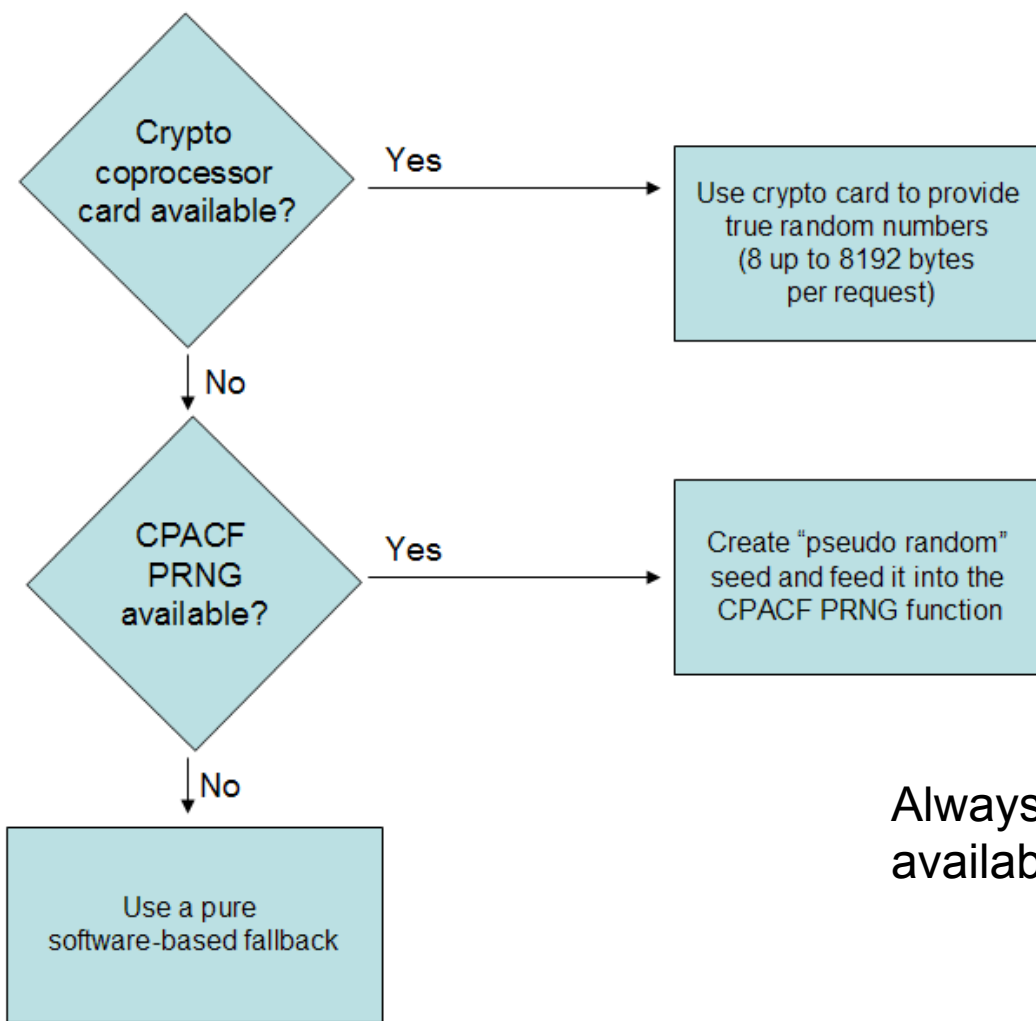 Crypto
coprocessor
card available?
Yes
Use crypto card to provide
true random numbers
(8 up to 8192 bytes
per request)
No
CPACF
PRNG
available?
Yes
Create “pseudo random”
seed and feed it into the
CPACF PRNG function
No
Use a pure
software-based fallback
Always